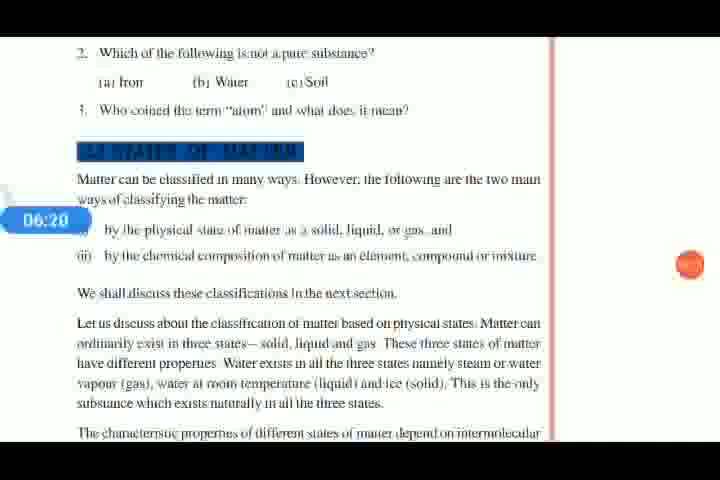 2. Which of the following is not a pure substance?
(a) Iron (b) Water (c) Soil
3. Who coined the term “atom” and what does it mean?
STATES OF MATTER
Matter can be classified in many ways. However, the following are the two main
ways of classifying the matter:
06:20
by the physical state of matter as a solid, liquid, or gas, and
(ii) by the chemical composition of matter as an element, compound or mixture.
We shall discuss these classifications in the next section.
Let us discuss about the classification of matter based on physical states. Matter can
ordinarily exist in three states– solid, liquid and gas. These three states of matter
have different properties. Water exists in all the three states namely steam or water
vapour (gas), water at room temperature (liquid) and ice (solid). This is the only
substance which exists naturally in all the three states.
The characteristic properties of different states of matter depend on intermolecular